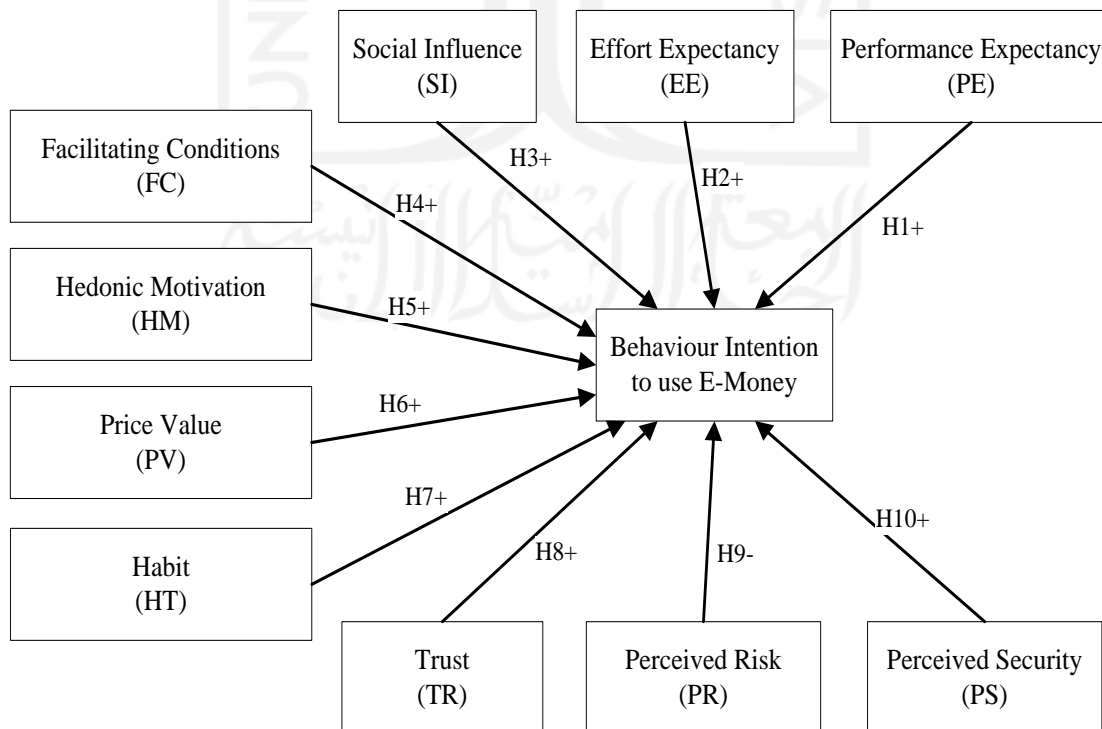 Social Influence
(SI)
Effort Expectancy
(EE)
Performance Expectancy
(PE)
Facilitating Conditions
(FC)
H3+
H2+
H1+
H4+
Hedonic Motivation
(HM)
H5+
Behaviour Intention
to use E-Money
Price Value
(PV)
H6+
H7+
Habit
(HT)
H8+
H9-
H10+
Trust
(TR)
Perceived Risk
(PR)
Perceived Security
(PS)